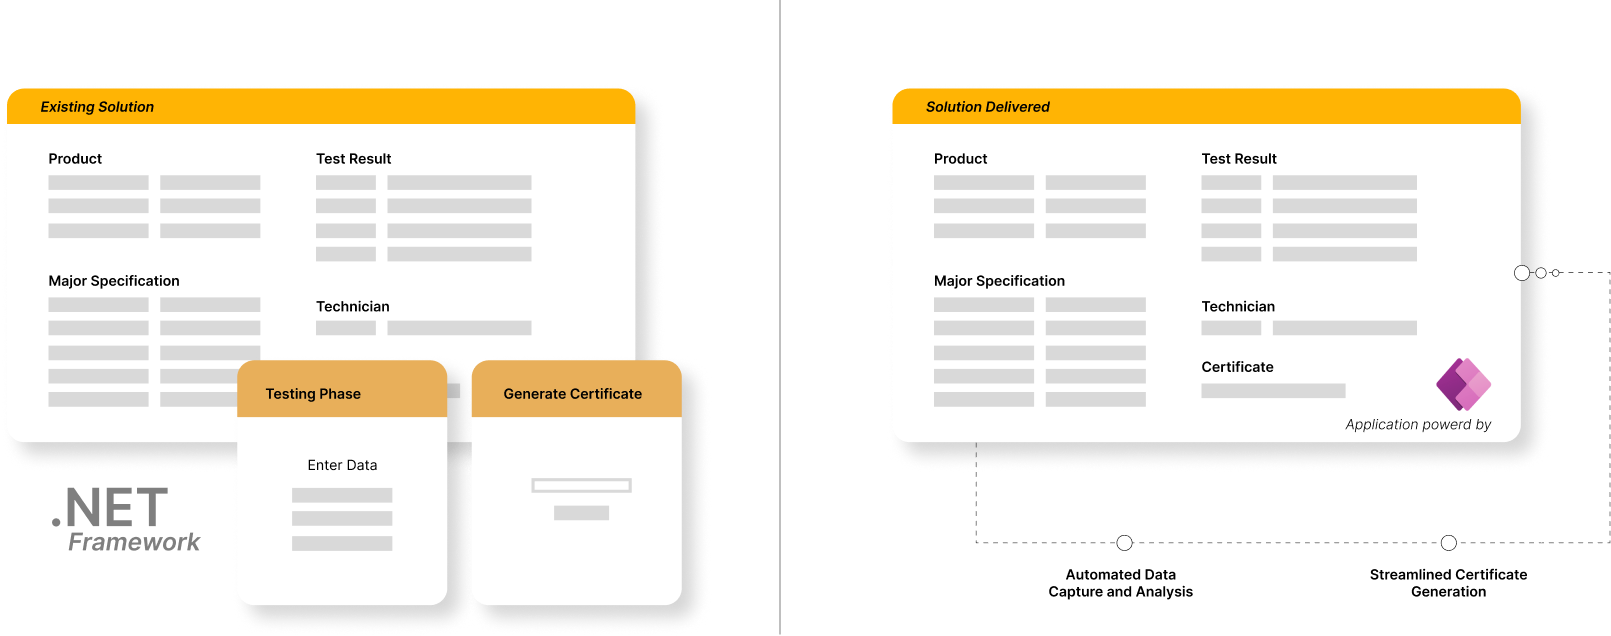 Existing Solution
Product
Test Result
Major Specification
Technician
Testing Phase
Generate Certificate
Enter Data
.NET
Framework
Solution Delivered
Product
Test Result
Major Specification
Technician
Certificate
Application powerd by
Automated Data
Capture and Analysis
Streamlined Certificate
Generation